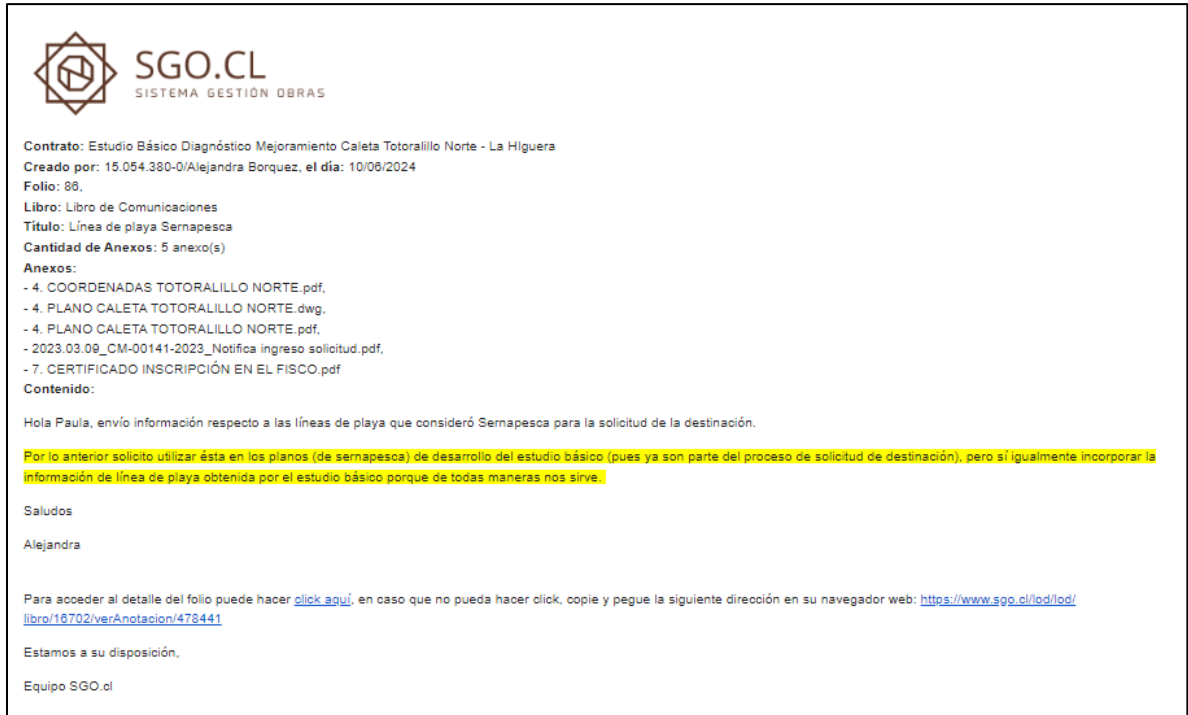 SGO.CL
SISTEMA GESTIÓN OBRAS
Contrato: Estudio Básico Diagnóstico Mejoramiento Caleta Totoralillo Norte - La HIguera
Creado por: 15.054.380-0/Alejandra Borquez, el día: 10/06/2024
Folio: 86,
Libro: Libro de Comunicaciones
Título: Línea de playa Sernapesca
Cantidad de Anexos: 5 anexo(s)
Anexos:
- 4. COORDENADAS TOTORALILLO NORTE.pdf,
- 4. PLANO CALETA TOTORALILLO NORTE.dwg,
- 4. PLANO CALETA TOTORALILLO NORTE.pdf,
- 2023.03.09_CM-00141-2023_Notifica ingreso solicitud.pdf,
- 7. CERTIFICADO INSCRIPCIÓN EN EL FISCO.pdf
Contenido:
Hola Paula, envío información respecto a las líneas de playa que consideró Sernapesca para la solicitud de la destinación.
Por lo anterior solicito utilizar ésta en los planos (de sernapesca) de desarrollo del estudio básico (pues ya son parte del proceso de solicitud de destinación), pero sí igualmente incorporar la
información de línea de playa obtenida por el estudio básico porque de todas maneras nos sirve.
Saludos
Alejandra
Para acceder al detalle del folio puede hacer click aquí, en caso que no pueda hacer click, copie y pegue la siguiente dirección en su navegador web: https://www.sgo.cl/lod/lod/
libro/16702/verAnotacion/478441
Estamos a su disposición,
Equipo SGO.cl